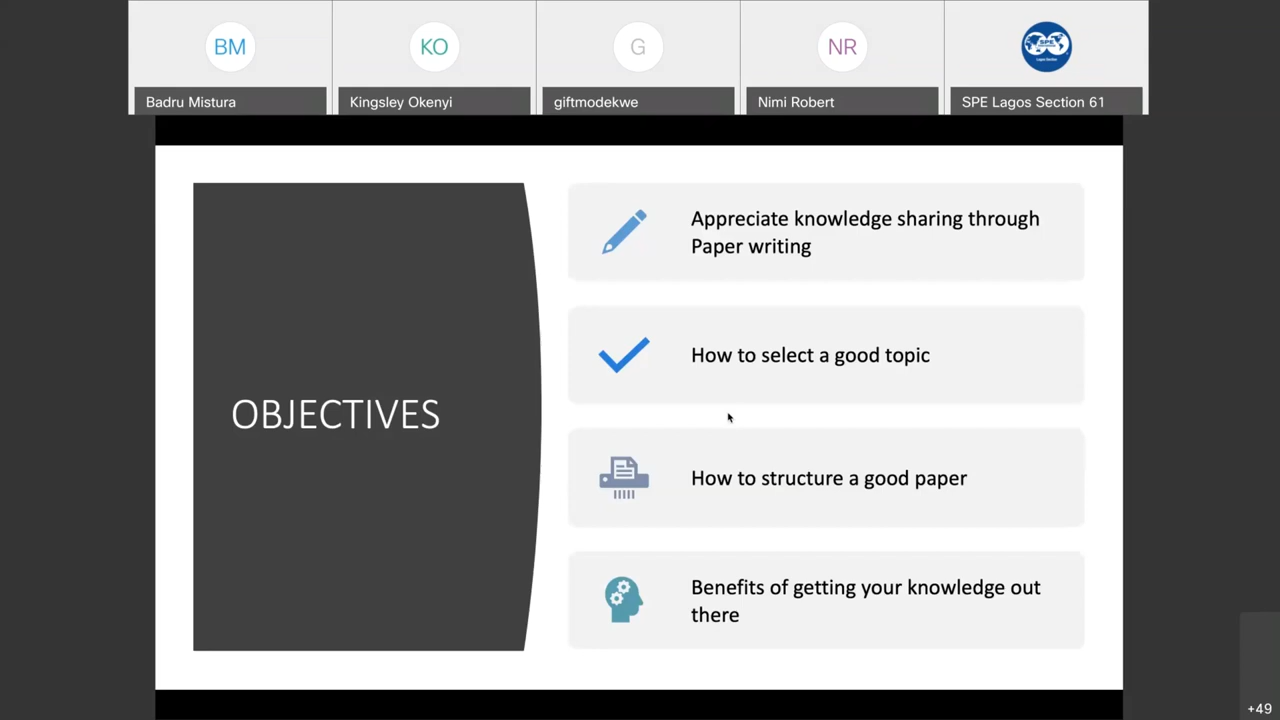 BM
KO
G
NR
SPE
Badru Mistura
Kingsley Okenyi
giftmodekwe
Nimi Robert
SPE Lagos Section 61
OBJECTIVES
Appreciate knowledge sharing through
Paper writing
How to select a good topic
How to structure a good paper
Benefits of getting your knowledge out
there
+49